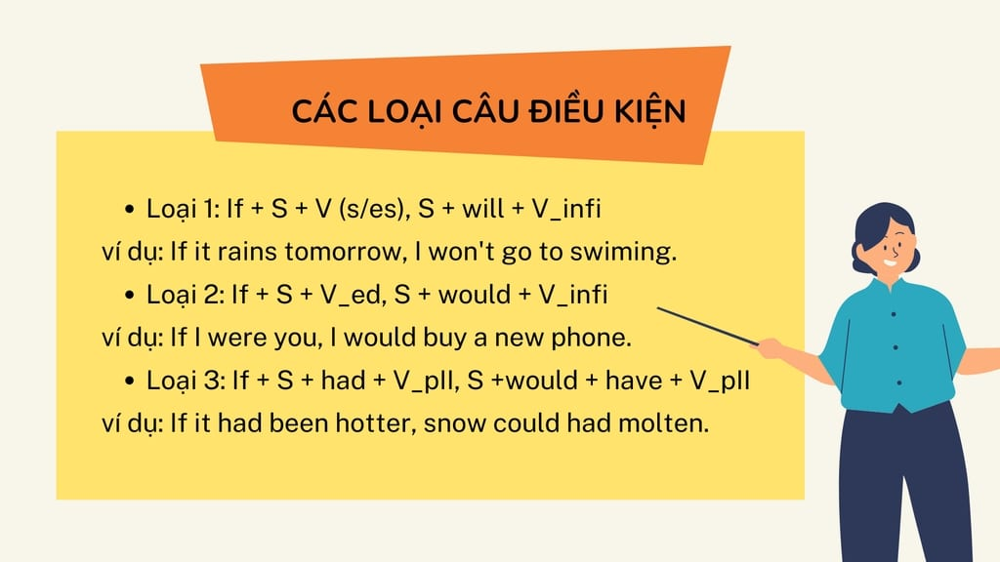 CÁC LOẠI CÂU ĐIỀU KIỆN
• Loại 1: If + S + V (s/es), S + will + V_infi
ví dụ: If it rains tomorrow, I won't go to swiming.
• Loại 2: If + S + V_ed, S + would + V_infi
ví dụ: If I were you, I would buy a new phone.
• Loại 3: If + S + had + V_pII, S +would + have + V_pII
ví dụ: If it had been hotter, snow could had molten.